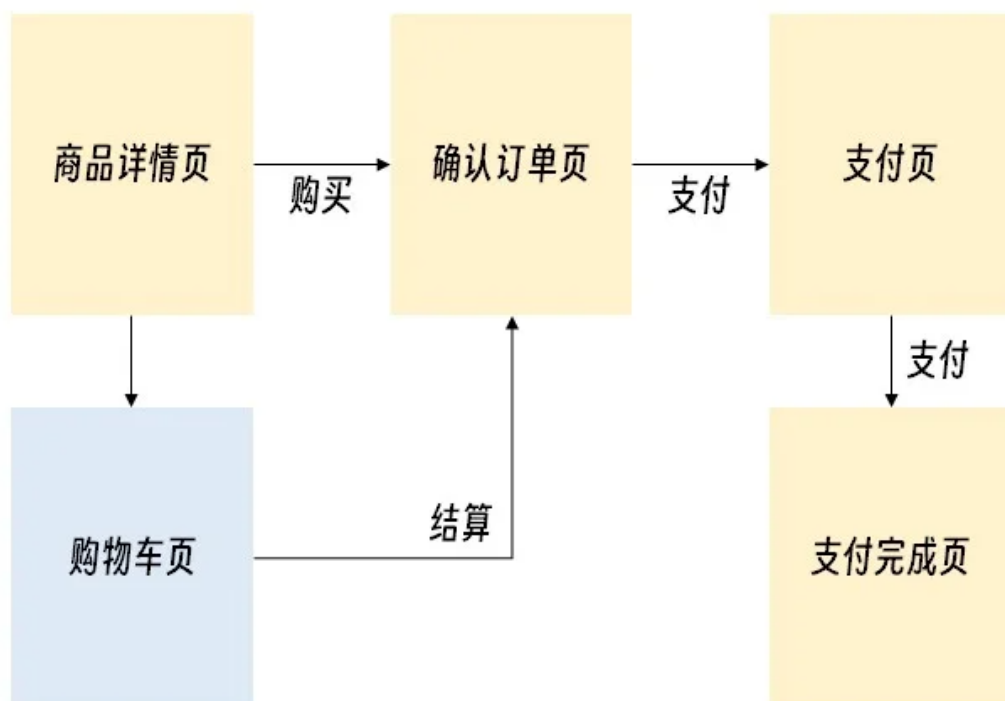 商品详情页
购买
确认订单页
支付
支付页
支付
购物车页
结算
支付完成页